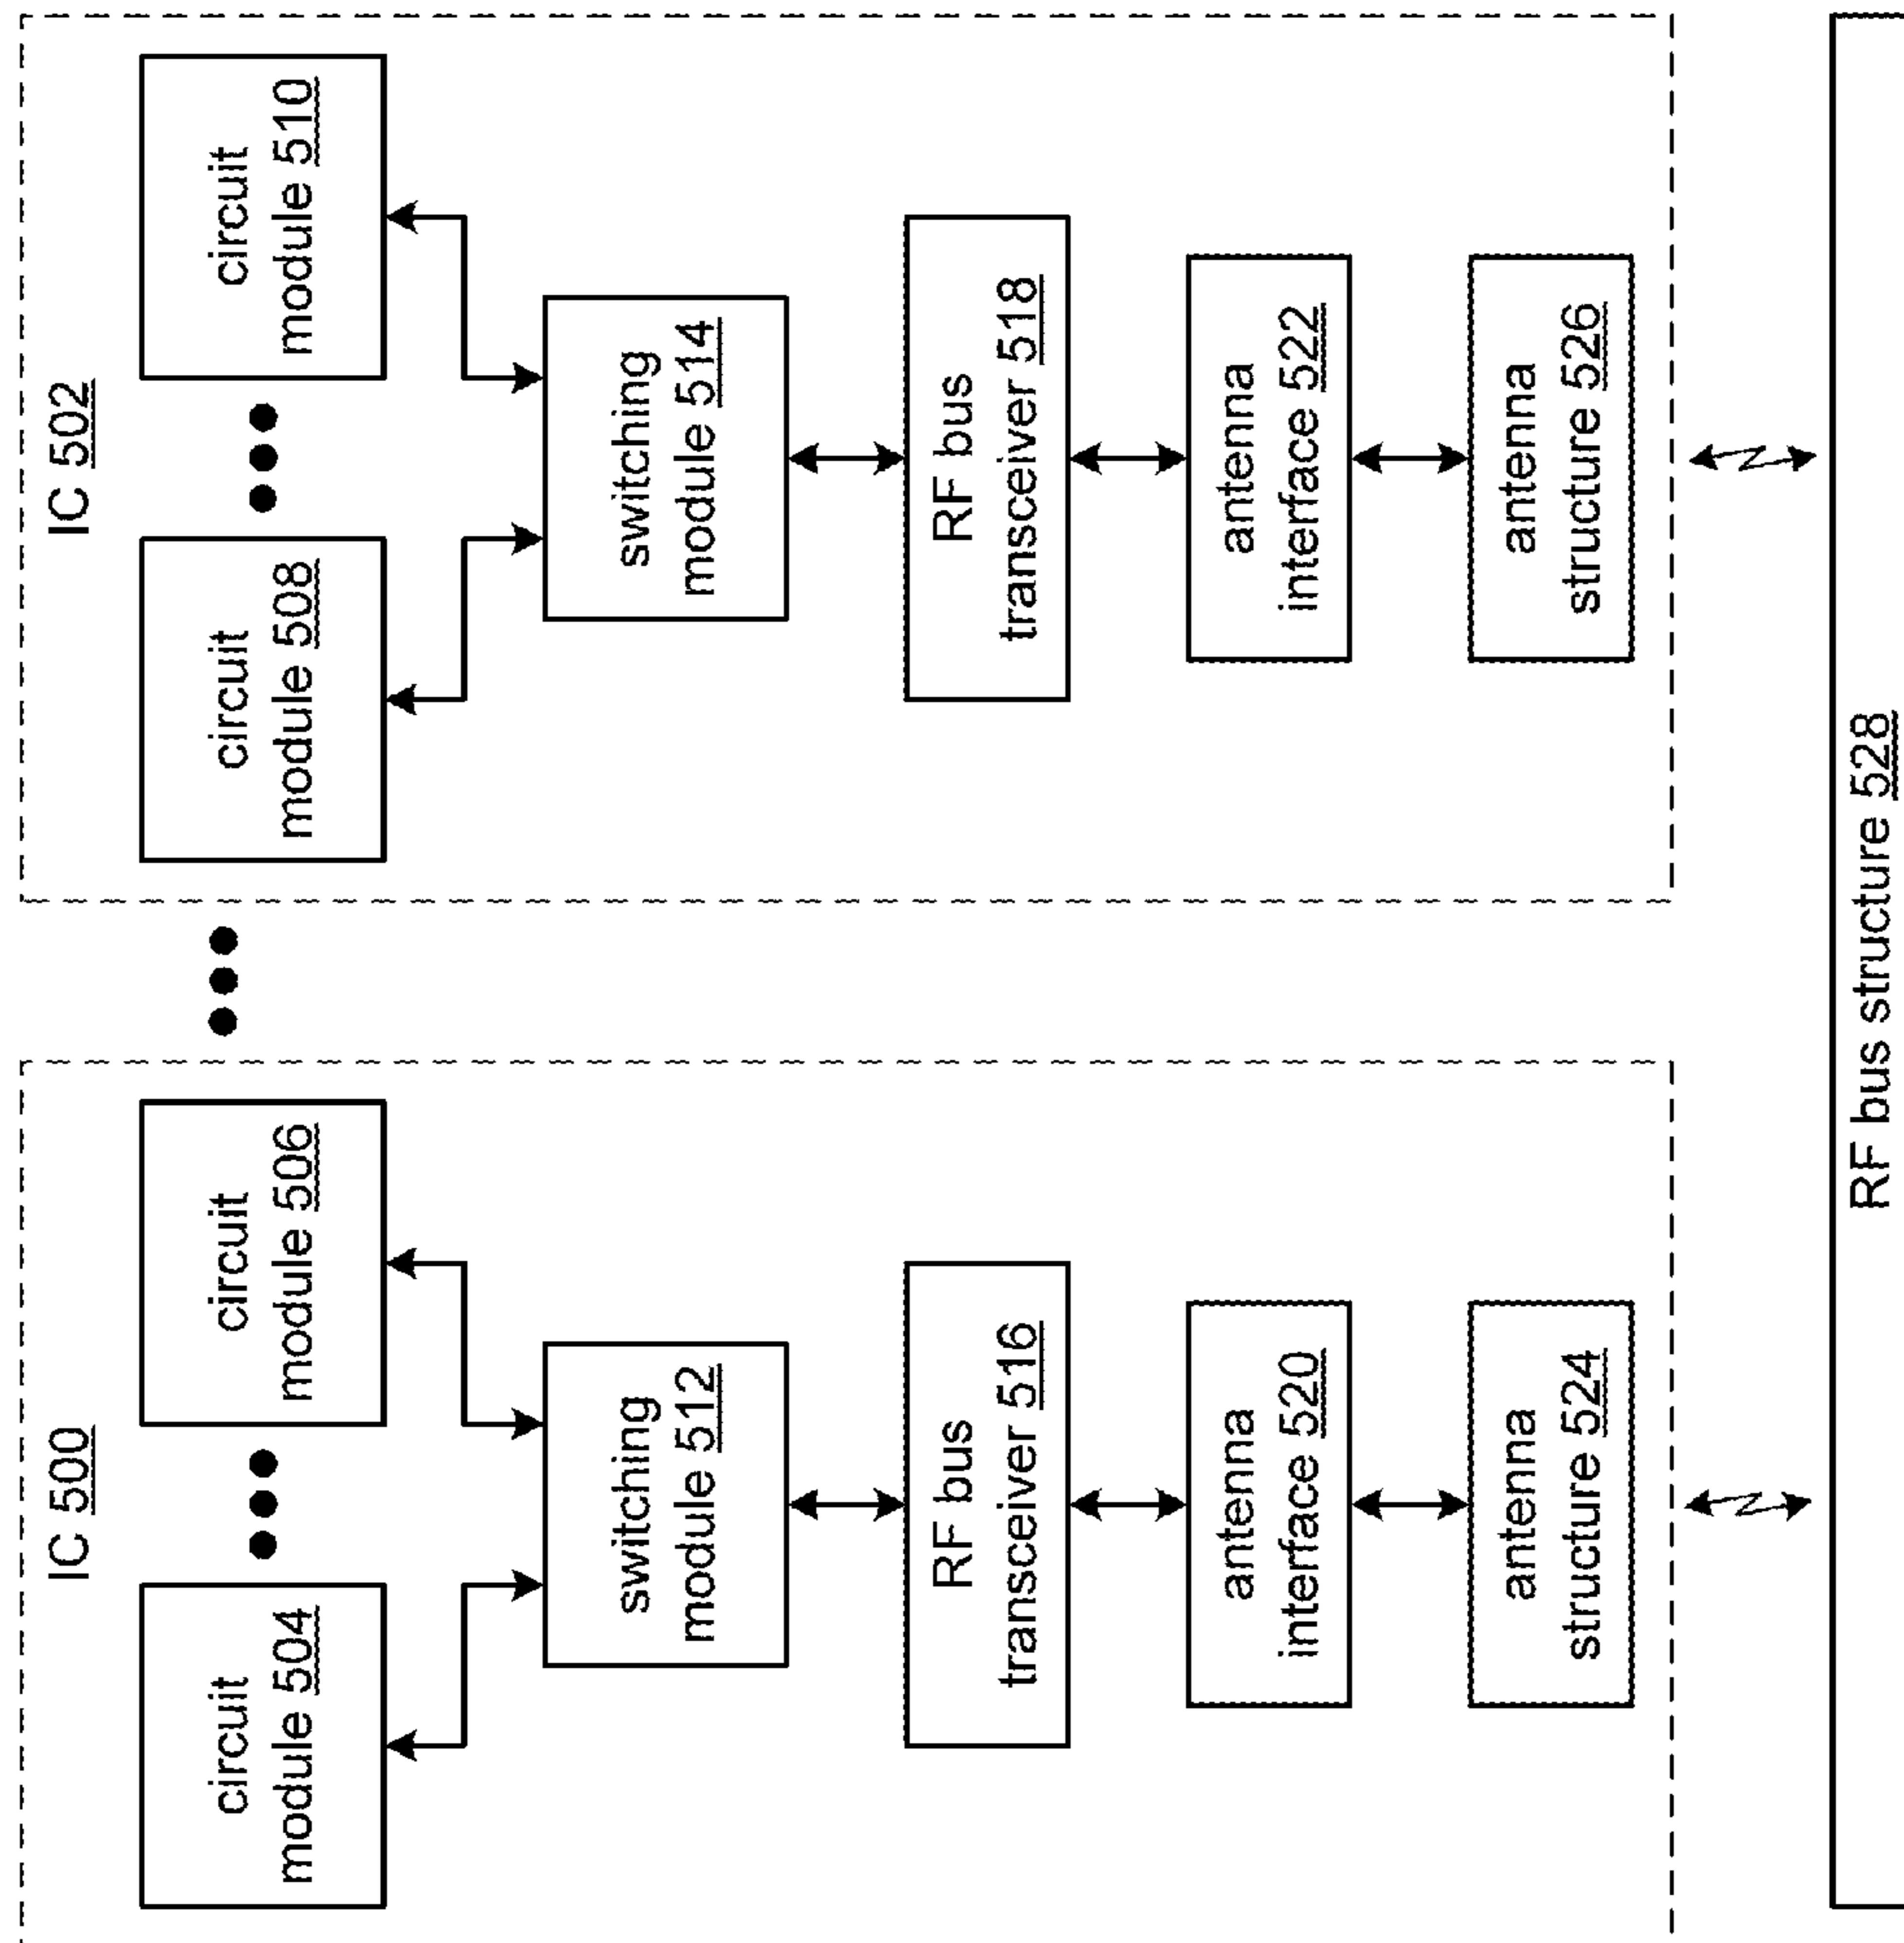 IC 500
circuit
module 504
circuit
module 506
switching
module 512
RF bus
transceiver 516
antenna
interface 520
antenna
structure 524
IC 502
circuit
module 508
circuit
module 510
switching
module 514
RF bus
transceiver 518
antenna
interface 522
antenna
structure 526
RF bus structure 528